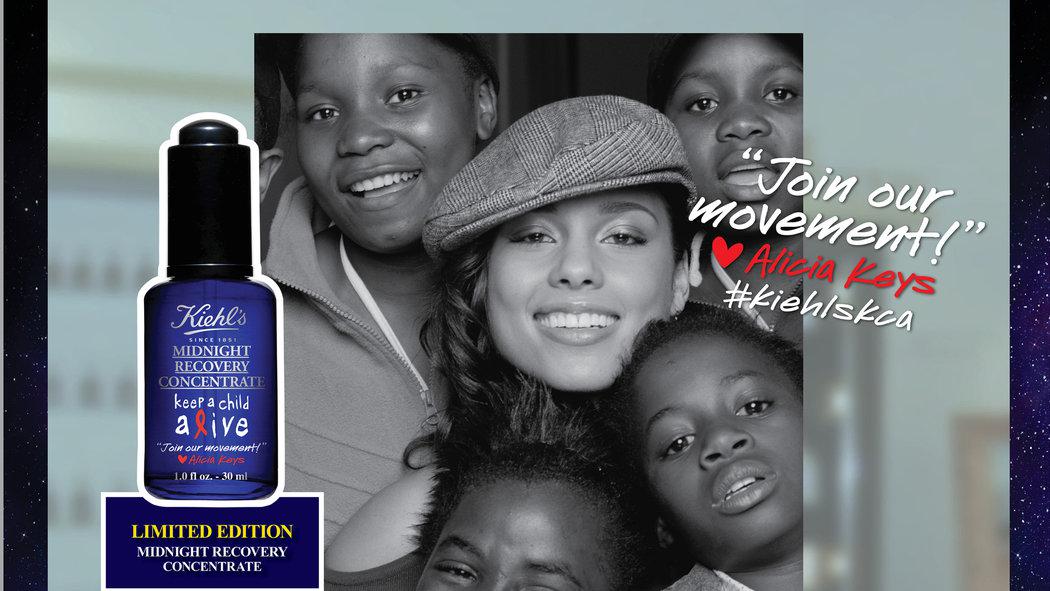 Kiehl's
SINCE 1851
MIDNIGHT
RECOVERY
CONCENTRATE
keep a child
alive
"Join our movement!"
Alicia Keys
1.0 fl oz. - 30 ml
LIMITED EDITION
MIDNIGHT RECOVERY
CONCENTRATE
"Join our
movement!"
Alicia Keys
#kiehlskca